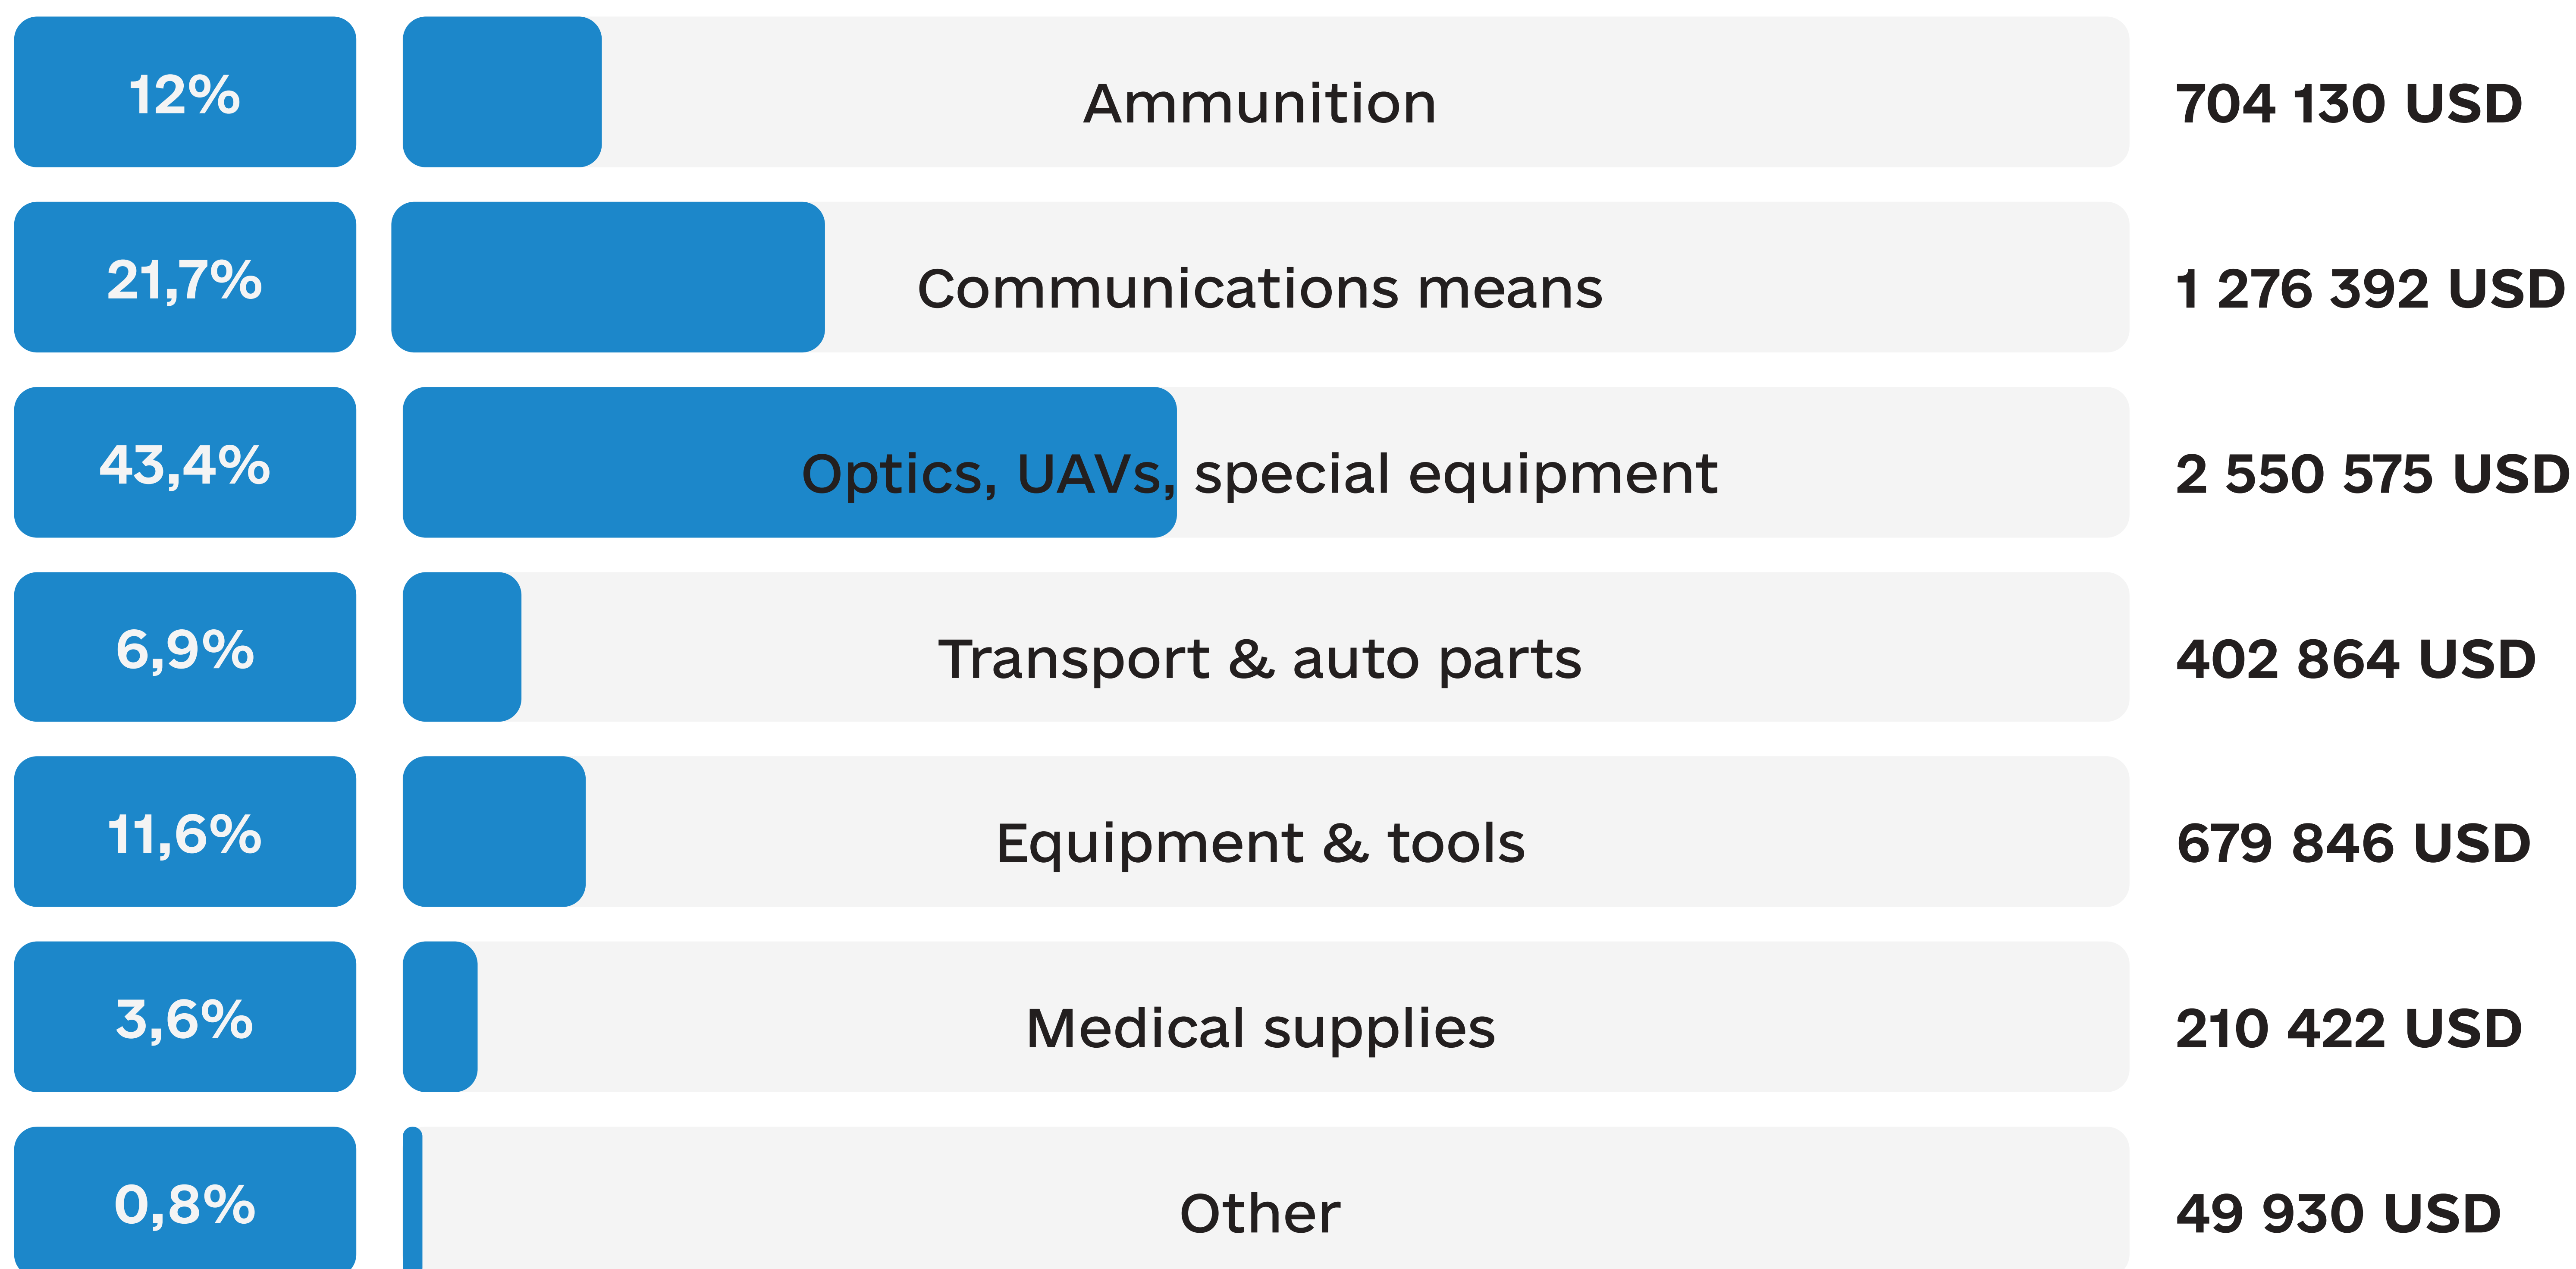 12% Ammunition 704 130 USD
21,7% Communications means 1 276 392 USD
43,4% Optics, UAVs, special equipment 2 550 575 USD
6,9% Transport & auto parts 402 864 USD
11,6% Equipment & tools 679 846 USD
3,6% Medical supplies 210 422 USD
0,8% Other 49 930 USD